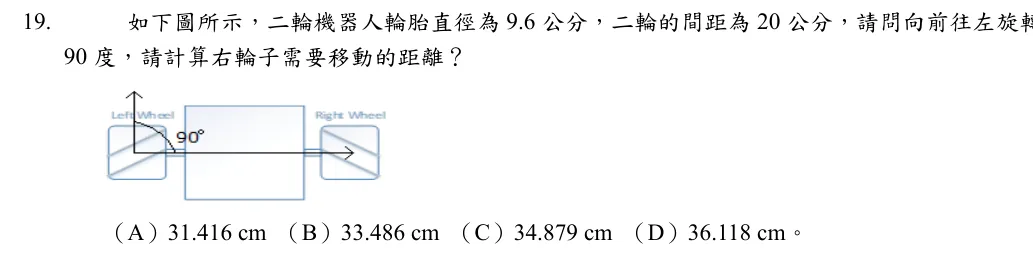 19. 如下圖所示，二輪機器人輪胎直徑為 9.6 公分，二輪的間距為 20 公分，請問向前往左旋轉
90 度，請計算右輪子需要移動的距離？
Left Wheel
Right Wheel
90°
（A）31.416 cm （B）33.486 cm （C）34.879 cm （D）36.118 cm。